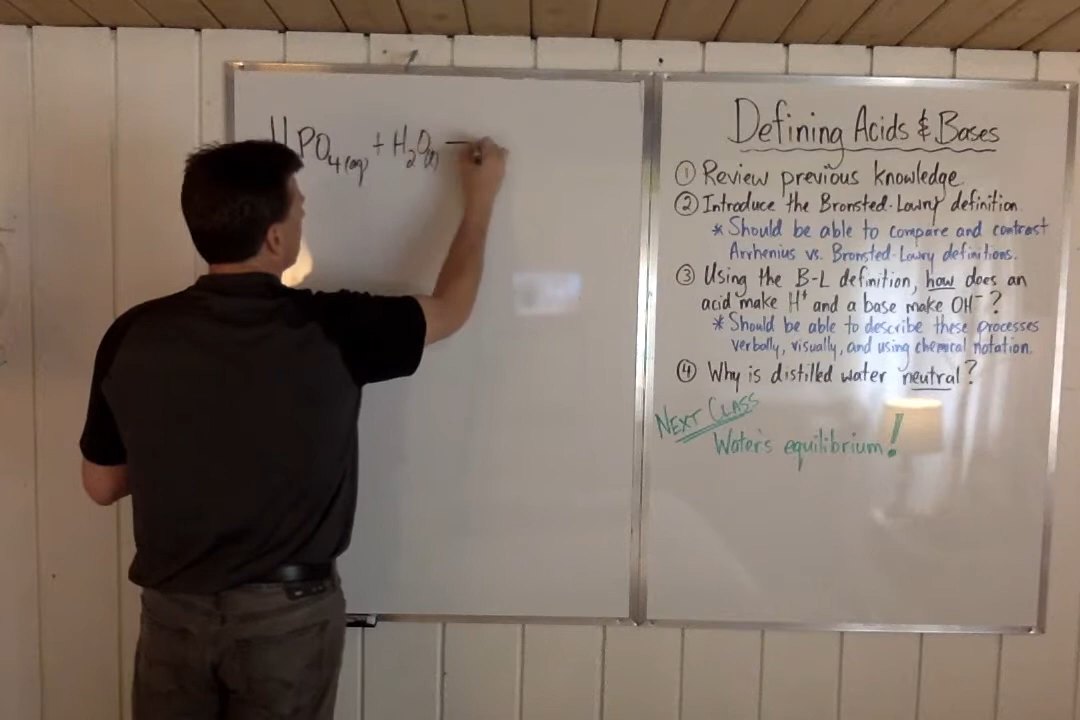 HPO4(aq) + H2O(l) —
Defining Acids & Bases
① Review previous knowledge
② Introduce the Bronsted-Lowry definition.
* Should be able to compare and contrast
Arrhenius vs. Bronsted-Lowry definitions.
③ Using the B-L definition, how does an
acid make H+ and a base make OH- ?
* Should be able to describe these processes
verbally, visually, and using chemical notation.
④ Why is distilled water neutral?
NEXT CLASS
Water's equilibrium!